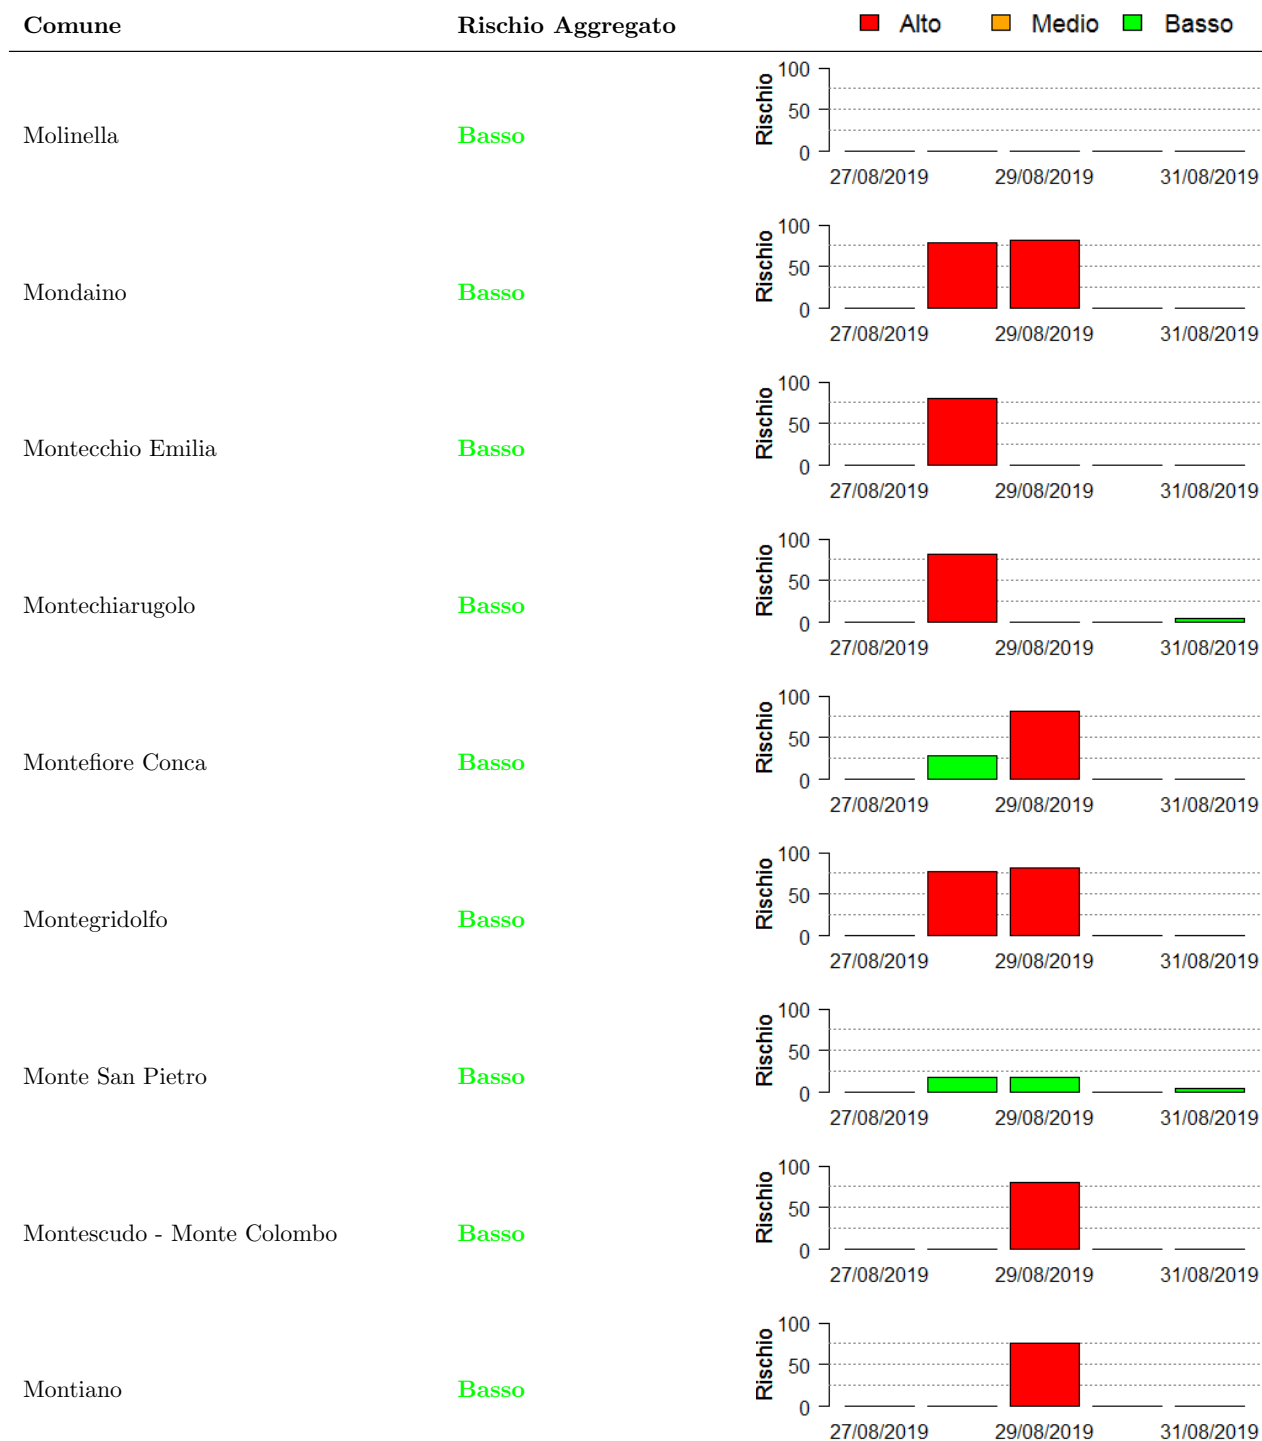 Comune Rischio Aggregato Alto Medio Basso
Molinella Basso Rischio 100 50 0
27/08/2019 29/08/2019 31/08/2019
Mondaino Basso Rischio 100 50 0
27/08/2019 29/08/2019 31/08/2019
Montecchio Emilia Basso Rischio 100 50 0
27/08/2019 29/08/2019 31/08/2019
Montechiarugolo Basso Rischio 100 50 0
27/08/2019 29/08/2019 31/08/2019
Montefiore Conca Basso Rischio 100 50 0
27/08/2019 29/08/2019 31/08/2019
Montegridolfo Basso Rischio 100 50 0
27/08/2019 29/08/2019 31/08/2019
Monte San Pietro Basso Rischio 100 50 0
27/08/2019 29/08/2019 31/08/2019
Montescudo - Monte Colombo Basso Rischio 100 50 0
27/08/2019 29/08/2019 31/08/2019
Montiano Basso Rischio 100 50 0
27/08/2019 29/08/2019 31/08/2019